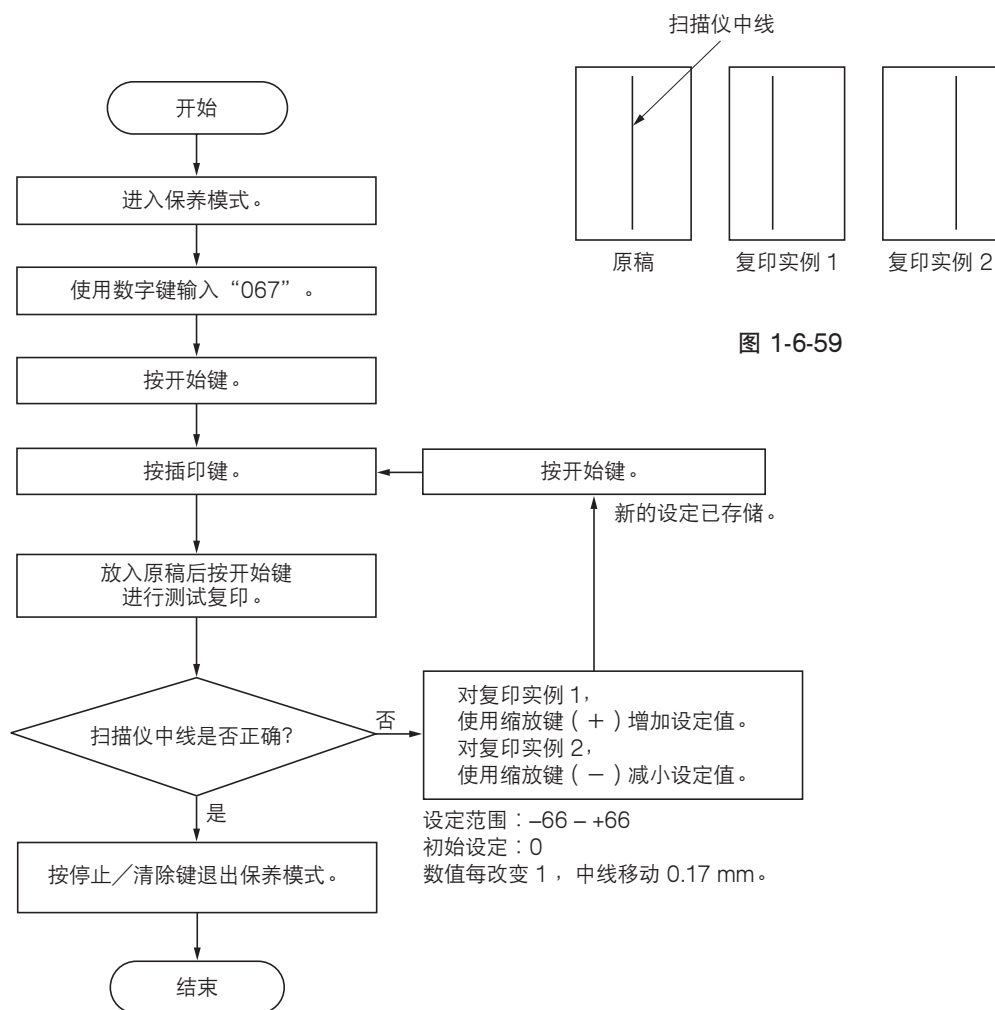 扫描仪中线
原稿
复印实例 1
复印实例 2
图 1-6-59
开始
进入保养模式。
使用数字键输入“067”。
按开始键。
按插印键。
按开始键。
新的设定已存储。
放入原稿后按开始键
进行测试复印。
扫描仪中线是否正确?
否
对复印实例 1,
使用缩放键(+)增加设定值。
对复印实例 2,
使用缩放键(−)减小设定值。
设定范围:–66 – +66
初始设定:0
数值每改变 1,中线移动 0.17 mm。
是
按停止/清除键退出保养模式。
结束